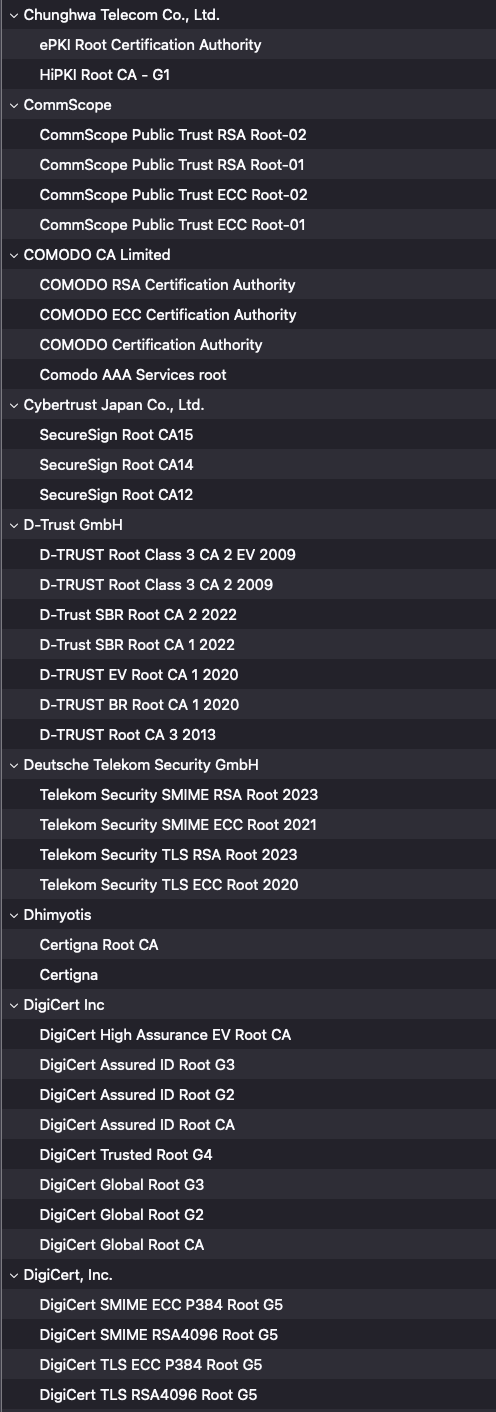 Chunghwa Telecom Co., Ltd.
ePKI Root Certification Authority
HiPKI Root CA - G1
CommScope
CommScope Public Trust RSA Root-02
CommScope Public Trust RSA Root-01
CommScope Public Trust ECC Root-02
CommScope Public Trust ECC Root-01
COMODO CA Limited
COMODO RSA Certification Authority
COMODO ECC Certification Authority
COMODO Certification Authority
Comodo AAA Services root
Cybertrust Japan Co., Ltd.
SecureSign Root CA15
SecureSign Root CA14
SecureSign Root CA12
D-Trust GmbH
D-TRUST Root Class 3 CA 2 EV 2009
D-TRUST Root Class 3 CA 2 2009
D-Trust SBR Root CA 2 2022
D-Trust SBR Root CA 1 2022
D-TRUST EV Root CA 1 2020
D-TRUST BR Root CA 1 2020
D-TRUST Root CA 3 2013
Deutsche Telekom Security GmbH
Telekom Security SMIME RSA Root 2023
Telekom Security SMIME ECC Root 2021
Telekom Security TLS RSA Root 2023
Telekom Security TLS ECC Root 2020
Dhimyotis
Certigna Root CA
Certigna
DigiCert Inc
DigiCert High Assurance EV Root CA
DigiCert Assured ID Root G3
DigiCert Assured ID Root G2
DigiCert Assured ID Root CA
DigiCert Trusted Root G4
DigiCert Global Root G3
DigiCert Global Root G2
DigiCert Global Root CA
DigiCert, Inc.
DigiCert SMIME ECC P384 Root G5
DigiCert SMIME RSA4096 Root G5
DigiCert TLS ECC P384 Root G5
DigiCert TLS RSA4096 Root G5